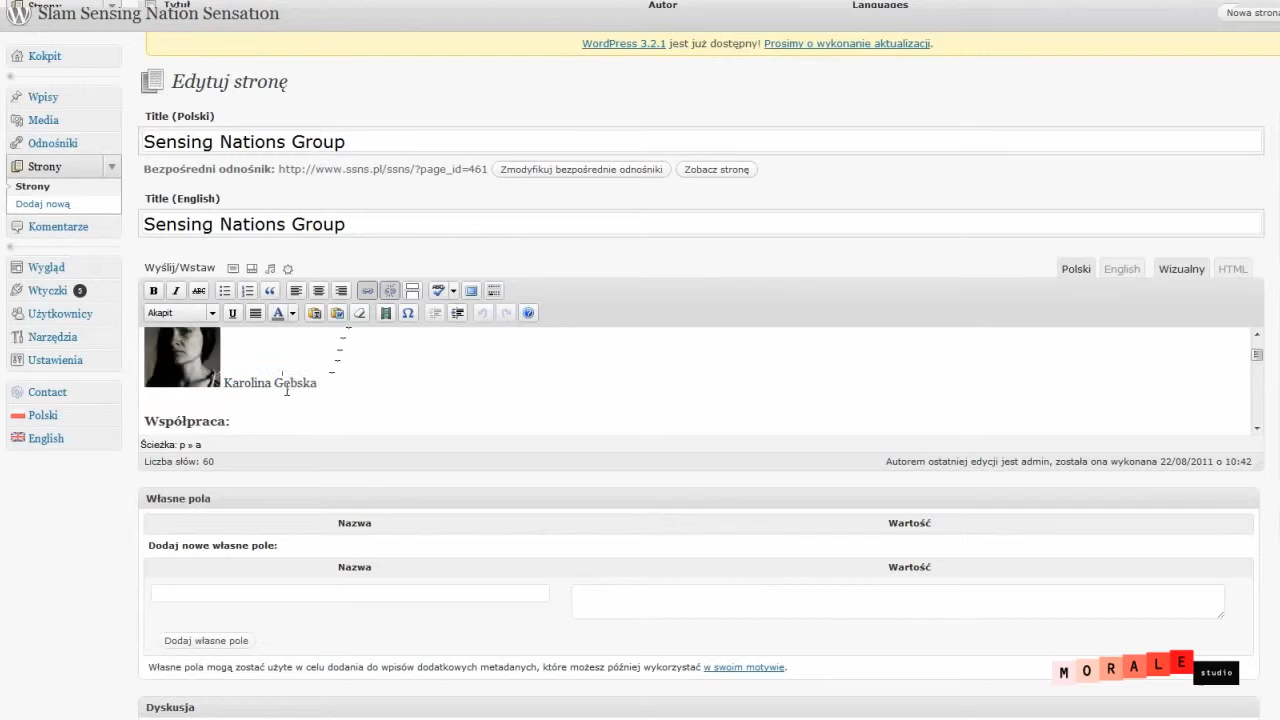 Strony Tytuł Autor Languages
Slam Sensing Nation Sensation
Nowa strona
WordPress 3.2.1 jest już dostępny! Prosimy o wykonanie aktualizacji.
Kokpit
Edytuj stronę
Wpisy
Media
Odnośniki
Strony
Strony
Dodaj nową
Komentarze
Wygląd
Wtyczki 5
Użytkownicy
Narzędzia
Ustawienia
Contact
Polski
English
Title (Polski)
Sensing Nations Group
Bezpośredni odnośnik: http://www.ssns.pl/ssns/?page_id=461 Zmodyfikuj bezpośrednie odnośniki Zobacz stronę
Title (English)
Sensing Nations Group
Wyślij/Wstaw Polski English Wizualny HTML
B I ABC
Akapit U A
Karolina Gębska
Współpraca:
Ścieżka: p » a
Liczba słów: 60 Autorem ostatniej edycji jest admin, została ona wykonana 22/08/2011 o 10:42
Własne pola
Nazwa Wartość
Dodaj nowe własne pole:
Nazwa Wartość
Dodaj własne pole
Własne pola mogą zostać użyte w celu dodania do wpisów dodatkowych metadanych, które możesz później wykorzystać w swoim motywie.
MORALE studio
Dyskusja